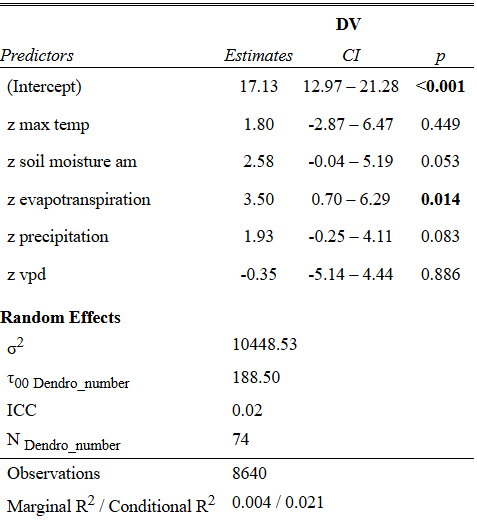 DV
Predictors Estimates CI p
(Intercept) 17.13 12.97 – 21.28 <0.001
z max temp 1.80 -2.87 – 6.47 0.449
z soil moisture am 2.58 -0.04 – 5.19 0.053
z evapotranspiration 3.50 0.70 – 6.29 0.014
z precipitation 1.93 -0.25 – 4.11 0.083
z vpd -0.35 -5.14 – 4.44 0.886
Random Effects
σ² 10448.53
τ₀₀ Dendro_number 188.50
ICC 0.02
N Dendro_number 74
Observations 8640
Marginal R² / Conditional R² 0.004 / 0.021